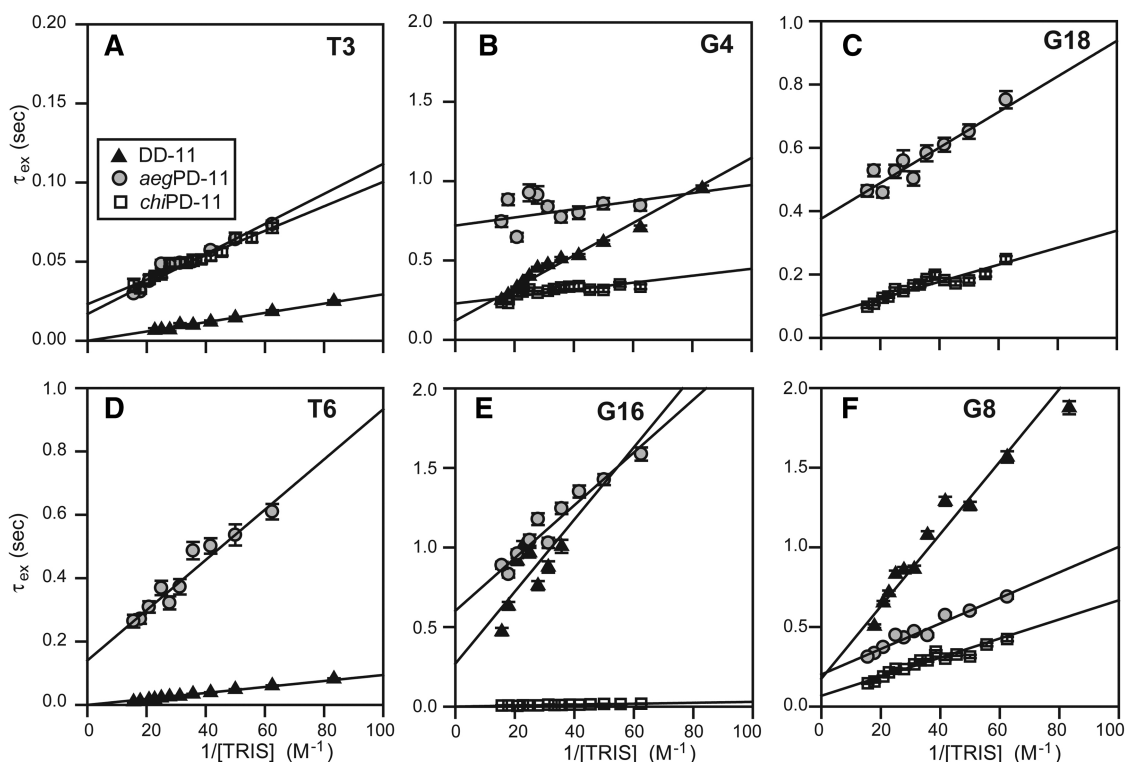 A T3
0.20
0.15
0.10
0.05
0.00
τex (sec)
DD-11
aegPD-11
chiPD-11
B G4
2.0
1.5
1.0
0.5
0.0
C G18
1.0
0.8
0.6
0.4
0.2
0.0
D T6
1.0
0.8
0.6
0.4
0.2
0.0
τex (sec)
0 20 40 60 80 100
1/[TRIS] (M-1)
E G16
2.0
1.5
1.0
0.5
0.0
0 20 40 60 80 100
1/[TRIS] (M-1)
F G8
2.0
1.5
1.0
0.5
0.0
0 20 40 60 80 100
1/[TRIS] (M-1)